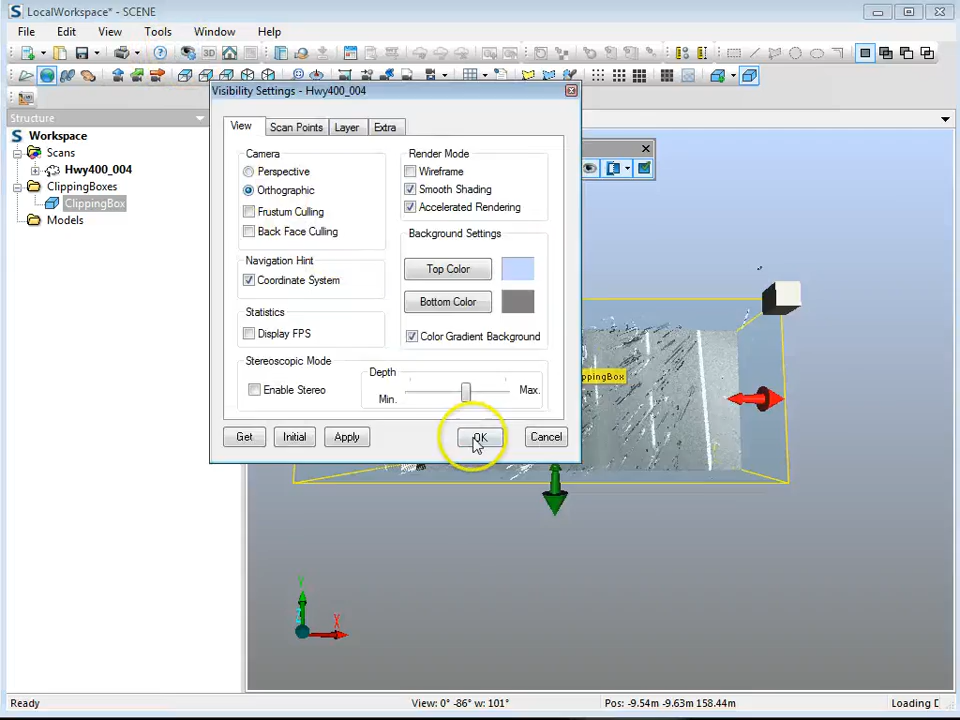 LocalWorkspace* - SCENE
File Edit View Tools Window Help
Visibility Settings - Hwy400_004
Structure
View Scan Points Layer Extra
Workspace
Scans
Hwy400_004
ClippingBoxes
ClippingBox
Models
Camera
Perspective
Orthographic
Frustum Culling
Back Face Culling
Navigation Hint
Coordinate System
Statistics
Display FPS
Stereoscopic Mode
Enable Stereo
Depth
Min. Max.
Render Mode
Wireframe
Smooth Shading
Accelerated Rendering
Background Settings
Top Color
Bottom Color
Color Gradient Background
Get Initial Apply OK Cancel
ppingBox
Y
X
Ready View: 0° -86° w: 101° Pos: -9.54m -9.63m 158.44m Loading D